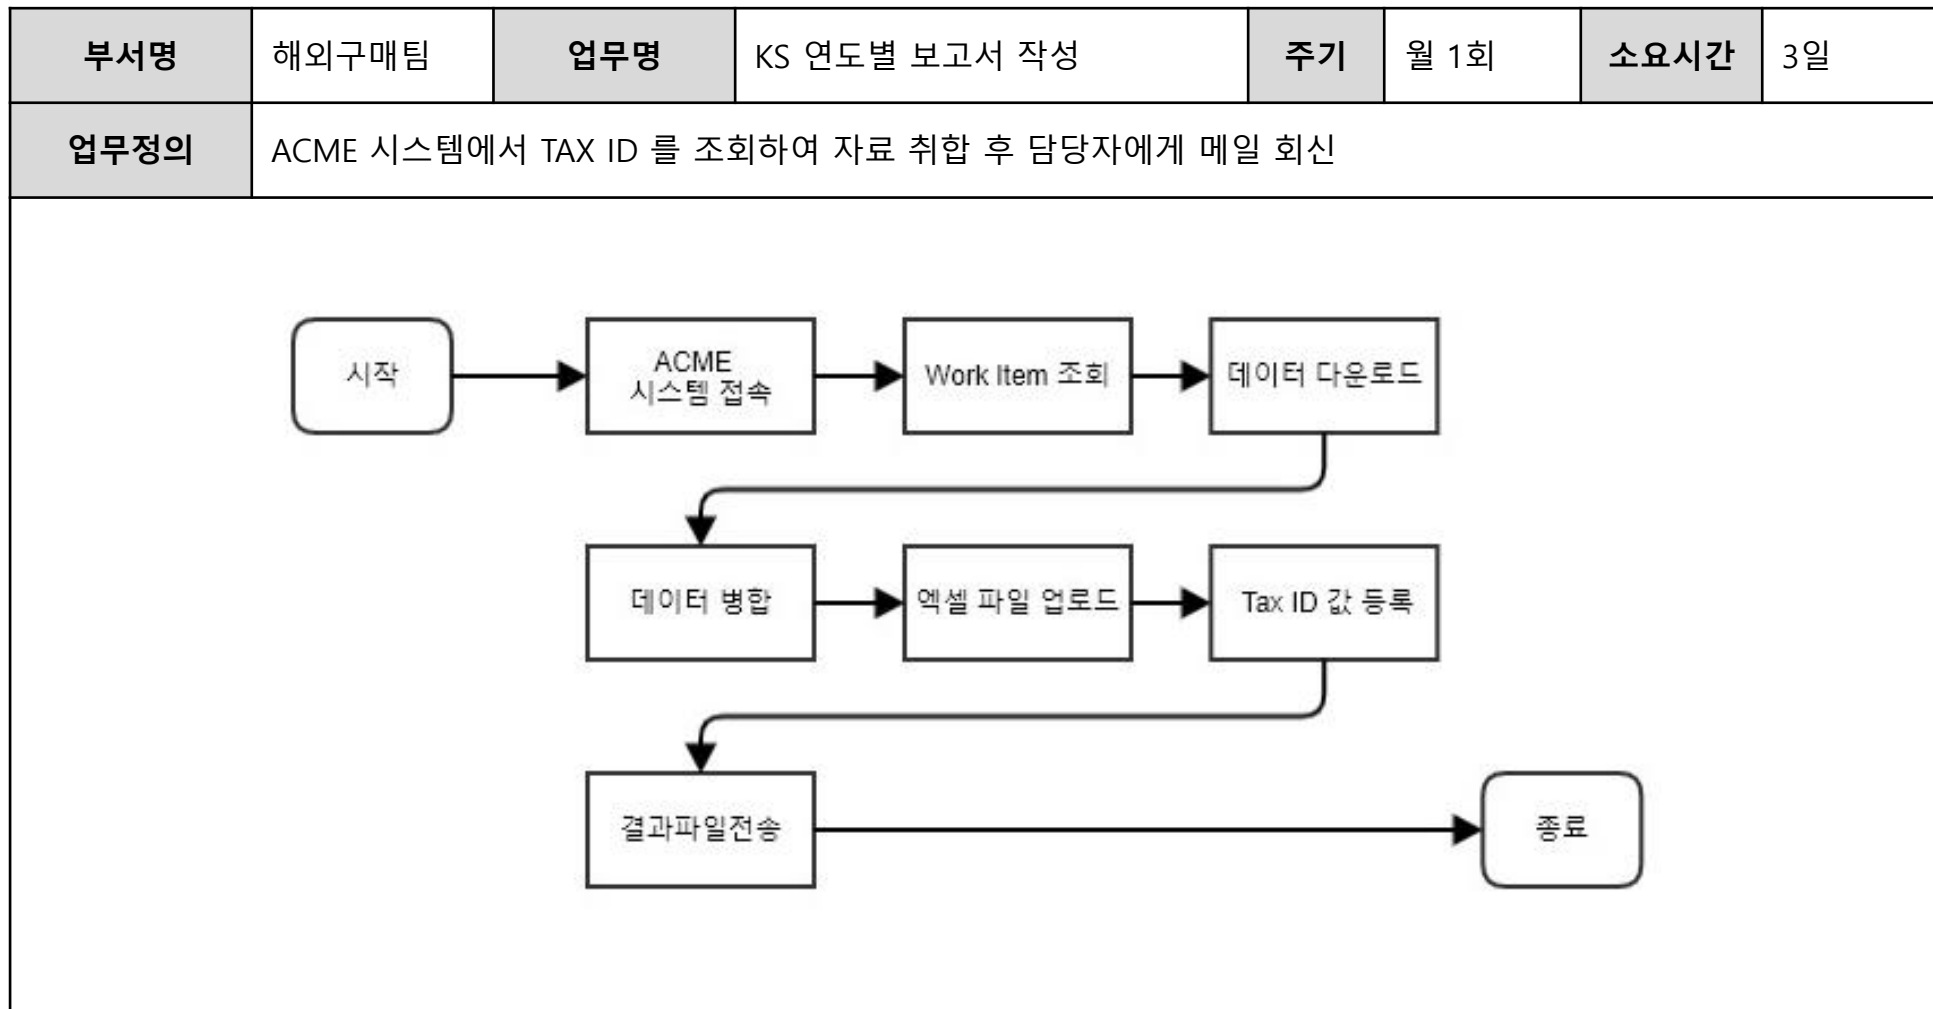 부서명 해외구매팀 업무명 KS 연도별 보고서 작성 주기 월 1회 소요시간 3일
업무정의 ACME 시스템에서 TAX ID 를 조회하여 자료 취합 후 담당자에게 메일 회신
시작
ACME
시스템 접속
Work Item 조회
데이터 다운로드
데이터 병합
엑셀 파일 업로드
Tax ID 값 등록
결과파일전송
종료